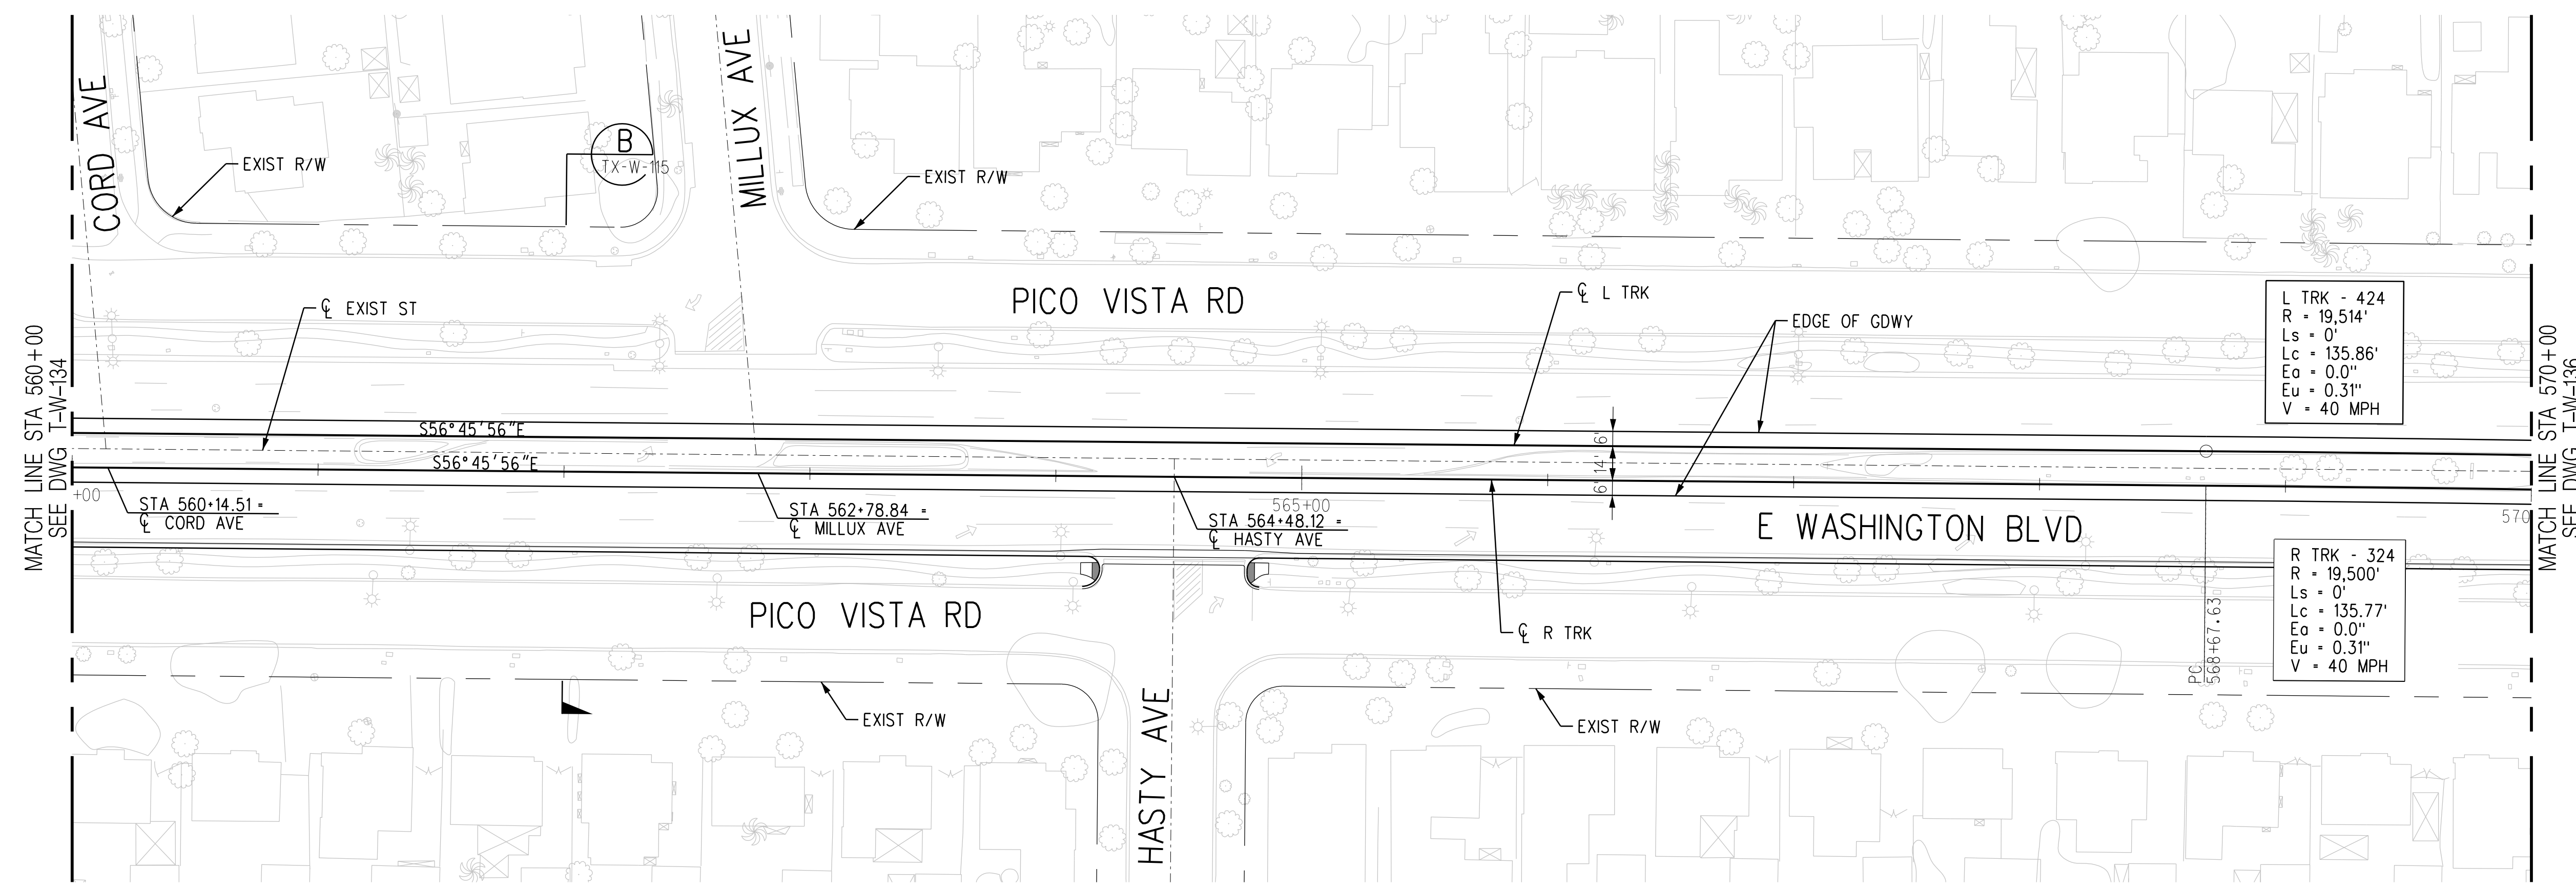 CORD AVE
MILLUX AVE
B
TX-W-115
EXIST R/W
EXIST R/W
℄ EXIST ST
PICO VISTA RD
℄ L TRK
EDGE OF GDWY
L TRK - 424
R = 19,514'
Ls = 0'
Lc = 135.86'
Ea = 0.0"
Eu = 0.31"
V = 40 MPH
MATCH LINE STA 560+00
SEE DWG T-W-134
MATCH LINE STA 570+00
SEE DWG T-W-136
S56°45'56"E
S56°45'56"E
6'
14'
6'
+00
565+00
570
STA 560+14.51 =
℄ CORD AVE
STA 562+78.84 =
℄ MILLUX AVE
STA 564+48.12 =
℄ HASTY AVE
E WASHINGTON BLVD
R TRK - 324
R = 19,500'
Ls = 0'
Lc = 135.77'
Ea = 0.0"
Eu = 0.31"
V = 40 MPH
PICO VISTA RD
℄ R TRK
PC
568+67.63
EXIST R/W
EXIST R/W
HASTY AVE